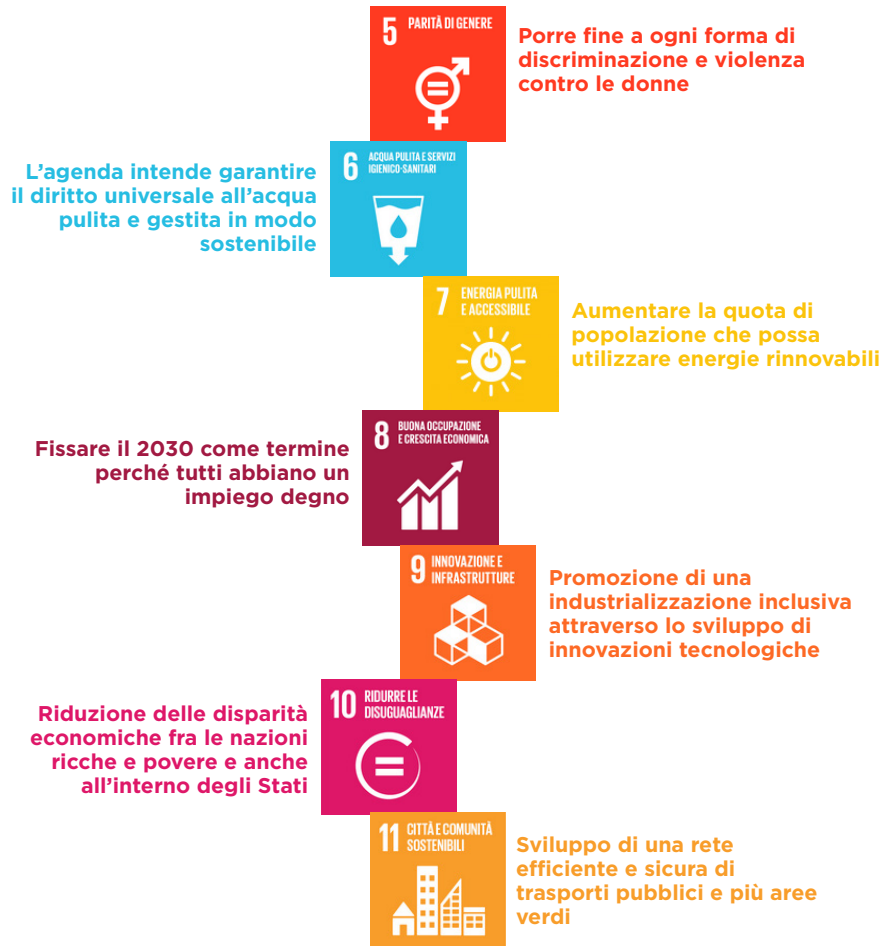 5 PARITÀ DI GENERE
Porre fine a ogni forma di
discriminazione e violenza
contro le donne
6 ACQUA PULITA E SERVIZI
IGIENICO-SANITARI
L’agenda intende garantire
il diritto universale all’acqua
pulita e gestita in modo
sostenibile
7 ENERGIA PULITA
E ACCESSIBILE
Aumentare la quota di
popolazione che possa
utilizzare energie rinnovabili
8 BUONA OCCUPAZIONE
E CRESCITA ECONOMICA
Fissare il 2030 come termine
perché tutti abbiano un
impiego degno
9 INNOVAZIONE E
INFRASTRUTTURE
Promozione di una
industrializzazione inclusiva
attraverso lo sviluppo di
innovazioni tecnologiche
10 RIDURRE LE
DISUGUAGLIANZE
Riduzione delle disparità
economiche fra le nazioni
ricche e povere e anche
all’interno degli Stati
11 CITTÀ E COMUNITÀ
SOSTENIBILI
Sviluppo di una rete
efficiente e sicura di
trasporti pubblici e più aree
verdi